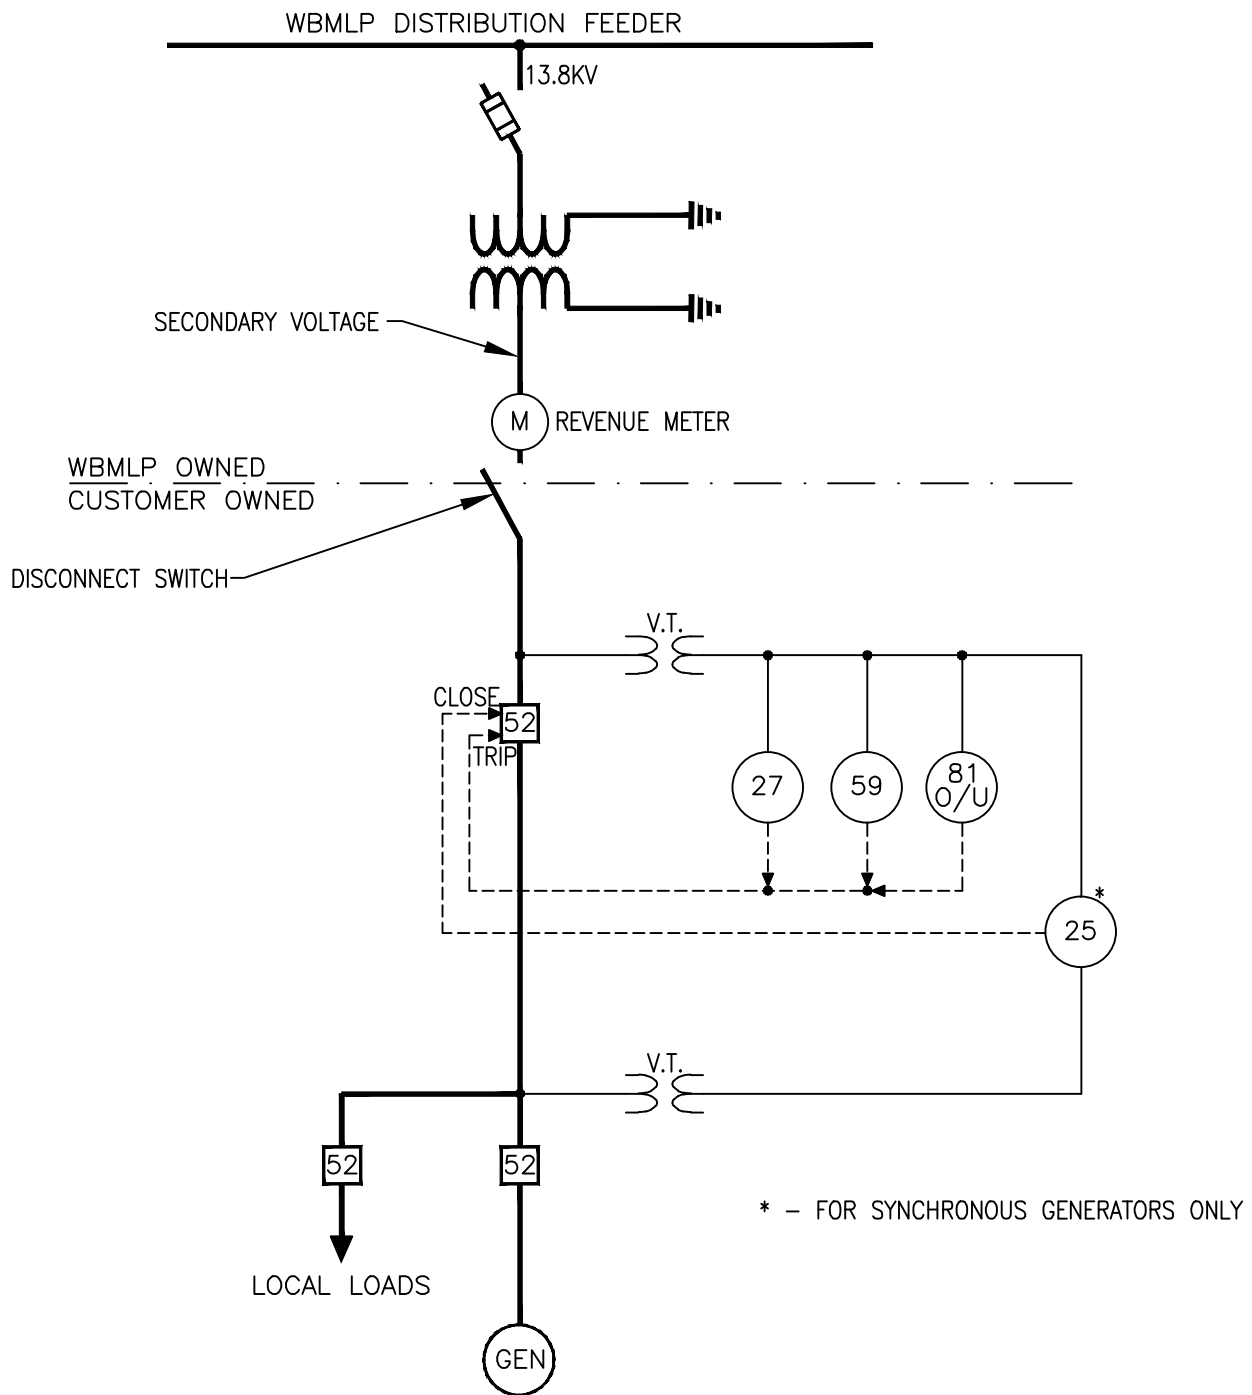 WBMLP DISTRIBUTION FEEDER
13.8KV
SECONDARY VOLTAGE
M REVENUE METER
WBMLP OWNED
CUSTOMER OWNED
DISCONNECT SWITCH
V.T.
CLOSE
52
TRIP
27
59
81
O/U
*
25
V.T.
52
52
* – FOR SYNCHRONOUS GENERATORS ONLY
LOCAL LOADS
GEN